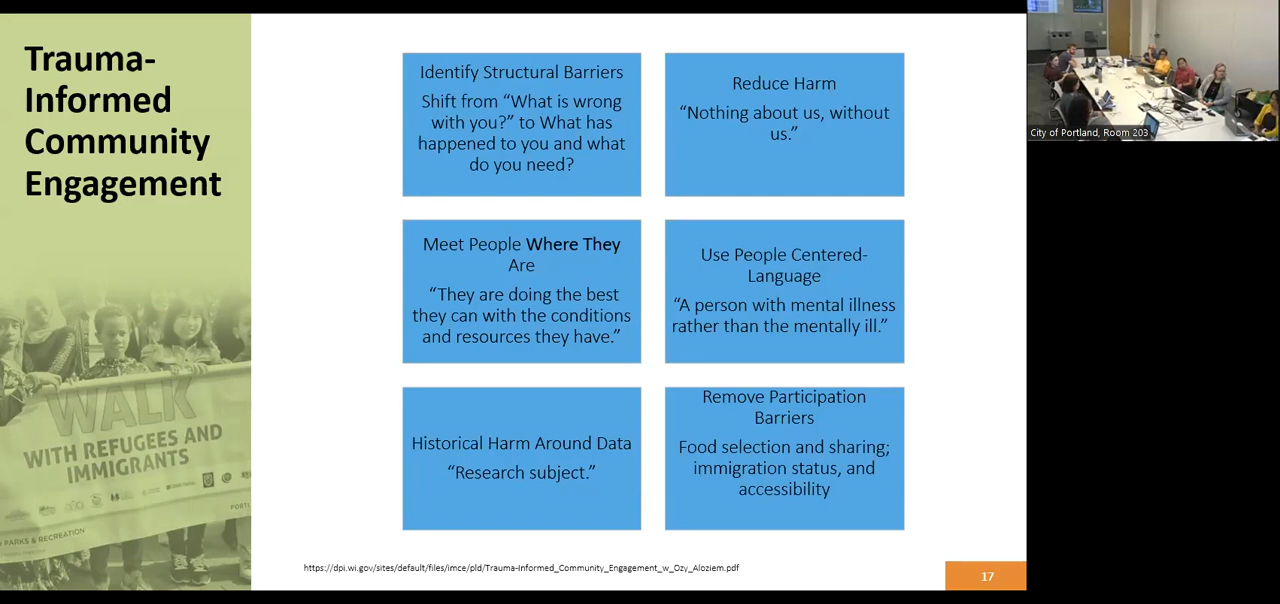 Trauma-
Informed
Community
Engagement
Identify Structural Barriers
Shift from “What is wrong
with you?” to What has
happened to you and what
do you need?
Reduce Harm
“Nothing about us, without
us.”
Meet People Where They
Are
“They are doing the best
they can with the conditions
and resources they have.”
Use People Centered-
Language
“A person with mental illness
rather than the mentally ill.”
Historical Harm Around Data
“Research subject.”
Remove Participation
Barriers
Food selection and sharing;
immigration status, and
accessibility
WALK
WITH REFUGEES AND
IMMIGRANTS
PARKS & RECREATION
https://dpi.wi.gov/sites/default/files/imce/pld/Trauma-Informed_Community_Engagement_w_Ozy_Aloziem.pdf
17
City of Portland, Room 203